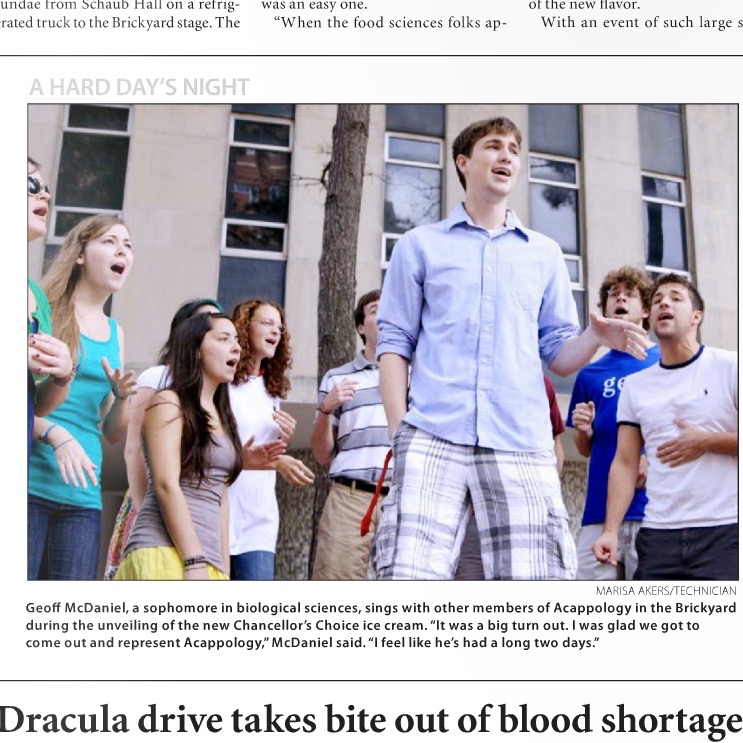 undae from Schaub Hall on a refrig-
erated truck to the Brickyard stage. The
was an easy one.
"When the food sciences folks ap-
of the new flavor.
With an event of such large s
A HARD DAY'S NIGHT
ge
MARISA AKERS/TECHNICIAN
Geoff McDaniel, a sophomore in biological sciences, sings with other members of Acappology in the Brickyard
during the unveiling of the new Chancellor's Choice ice cream. "It was a big turn out. I was glad we got to
come out and represent Acappology," McDaniel said. "I feel like he's had a long two days."
Dracula drive takes bite out of blood shortage